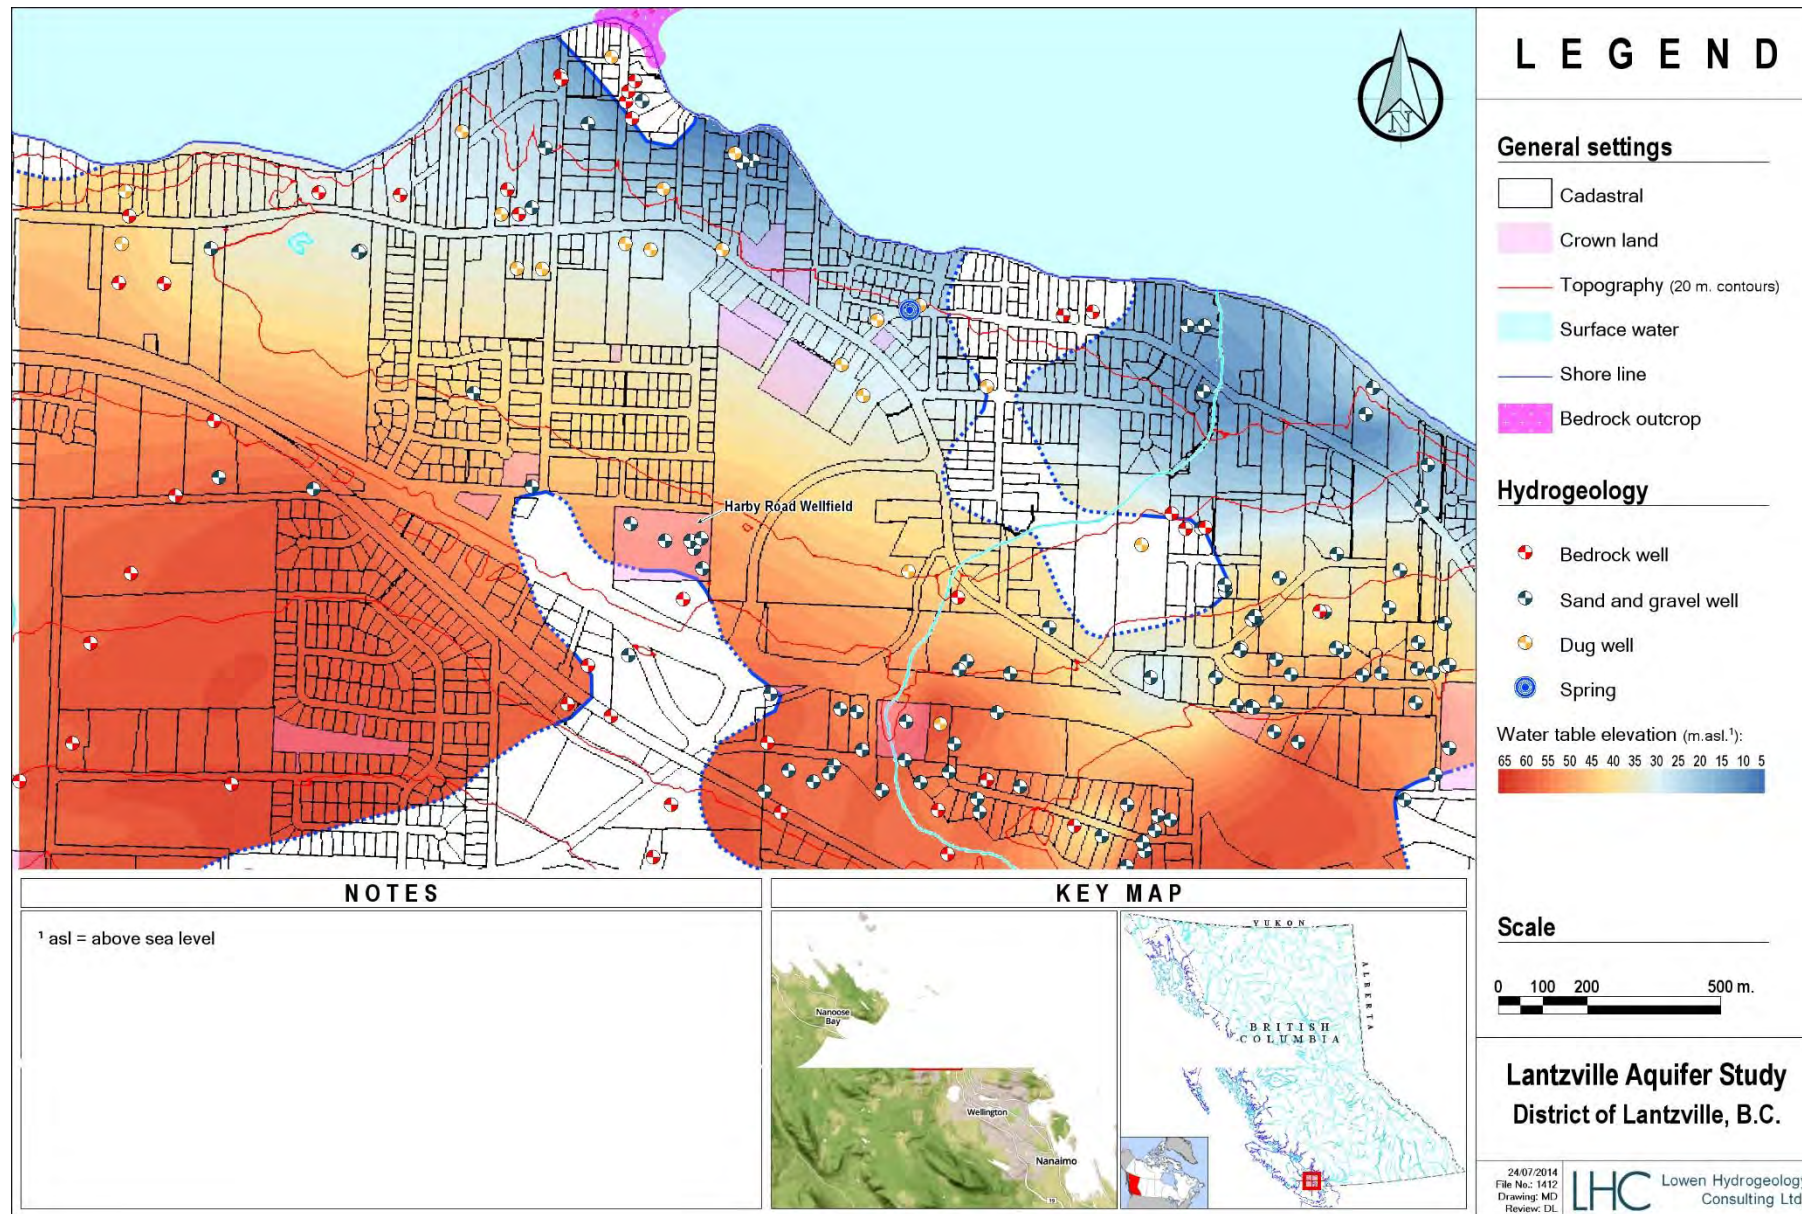 Harby Road Wellfield
N
LEGEND
General settings
Cadastral
Crown land
Topography (20 m. contours)
Surface water
Shore line
Bedrock outcrop
Hydrogeology
Bedrock well
Sand and gravel well
Dug well
Spring
Water table elevation (m.asl.¹):
65 60 55 50 45 40 35 30 25 20 15 10 5
Scale
0 100 200 500 m.
Lantzville Aquifer Study
District of Lantzville, B.C.
24/07/2014
File No.: 1412
Drawing: MD
Review: DL
LHC
Lowen Hydrogeology
Consulting Ltd
NOTES
¹ asl = above sea level
KEY MAP
Nanoose
Bay
Wellington
Nanaimo
19
YUKON
ALBERTA
BRITISH
COLUMBIA